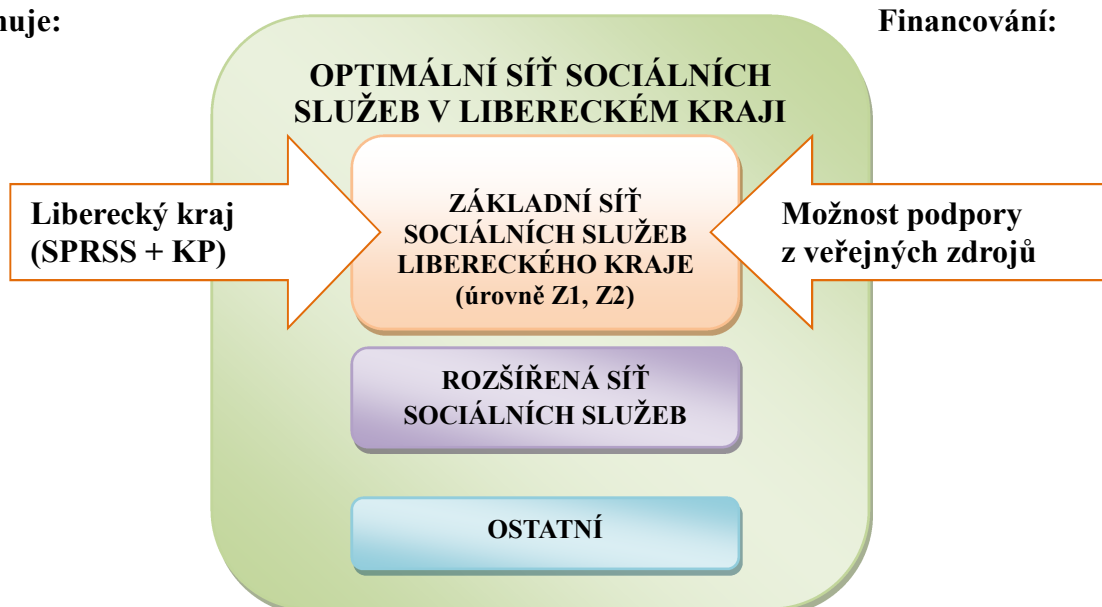 nuje:
Financování:
OPTIMÁLNÍ SÍŤ SOCIÁLNÍCH
SLUŽEB V LIBERECKÉM KRAJI
Liberecký kraj
(SPRSS + KP)
ZÁKLADNÍ SÍŤ
SOCIÁLNÍCH SLUŽEB
LIBERECKÉHO KRAJE
(úrovně Z1, Z2)
Možnost podpory
z veřejných zdrojů
ROZŠÍŘENÁ SÍŤ
SOCIÁLNÍCH SLUŽEB
OSTATNÍ